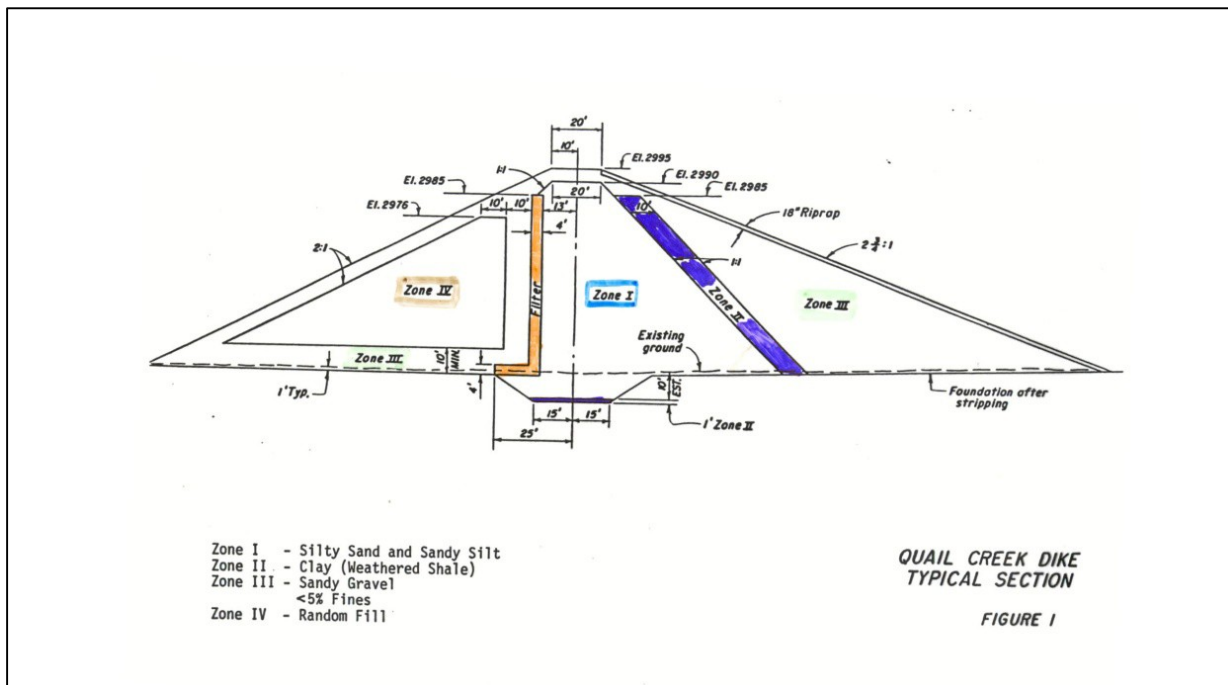 20'
10'
1:1
El. 2995
El. 2990
El. 2985
El. 2985
20'
El. 2976
10'
10'
13'
10'
18" Riprap
4'
2:1
2 3/4:1
1:1
Zone IV
Filter
Zone I
Zone II
Zone III
Existing
ground
Zone III
10'
MIN.
4'
1' Typ.
10'
EST.
Foundation after
stripping
15'
15'
1' Zone II
25'
Zone I - Silty Sand and Sandy Silt
Zone II - Clay (Weathered Shale)
Zone III - Sandy Gravel
<5% Fines
Zone IV - Random Fill
QUAIL CREEK DIKE
TYPICAL SECTION
FIGURE 1